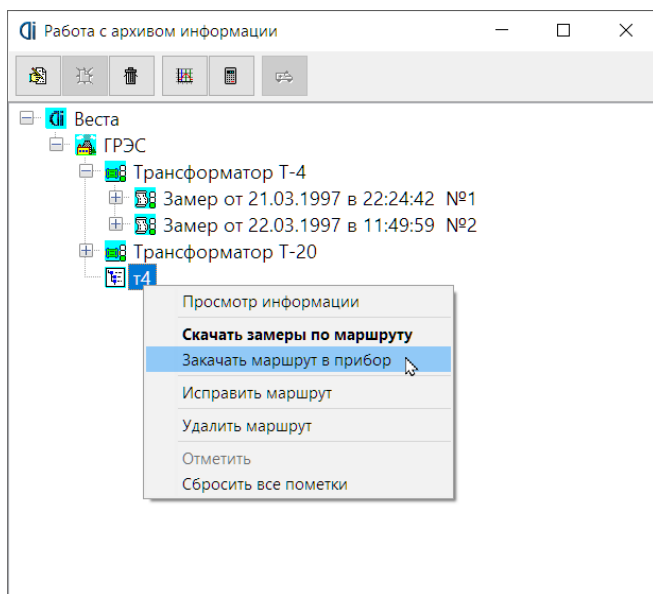 Работа с архивом информации
Веста
ГРЭС
Трансформатор Т-4
Замер от 21.03.1997 в 22:24:42 №1
Замер от 22.03.1997 в 11:49:59 №2
Трансформатор Т-20
т4
Просмотр информации
Скачать замеры по маршруту
Закачать маршрут в прибор
Исправить маршрут
Удалить маршрут
Отметить
Сбросить все пометки